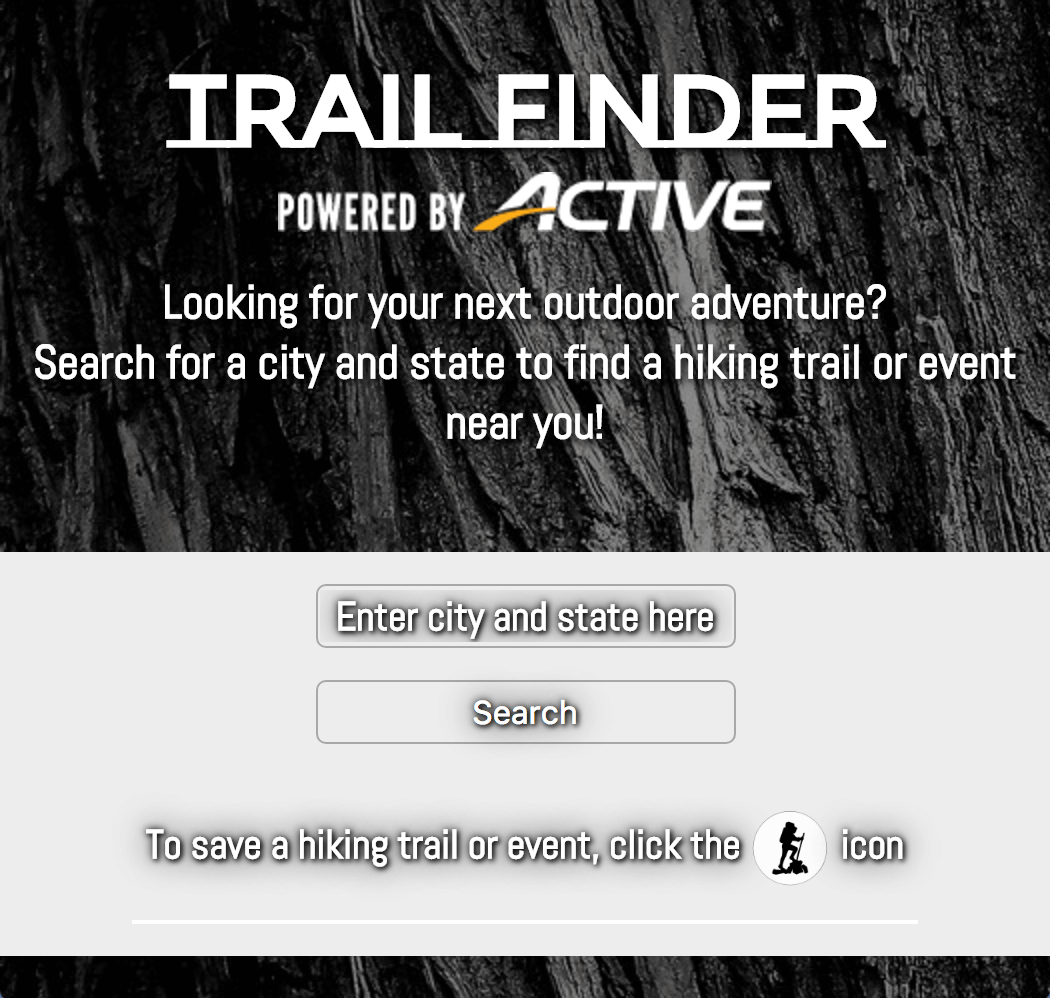 TRAIL FINDER
POWERED BY ACTIVE
Looking for your next outdoor adventure?
Search for a city and state to find a hiking trail or event
near you!
Enter city and state here
Search
To save a hiking trail or event, click the icon